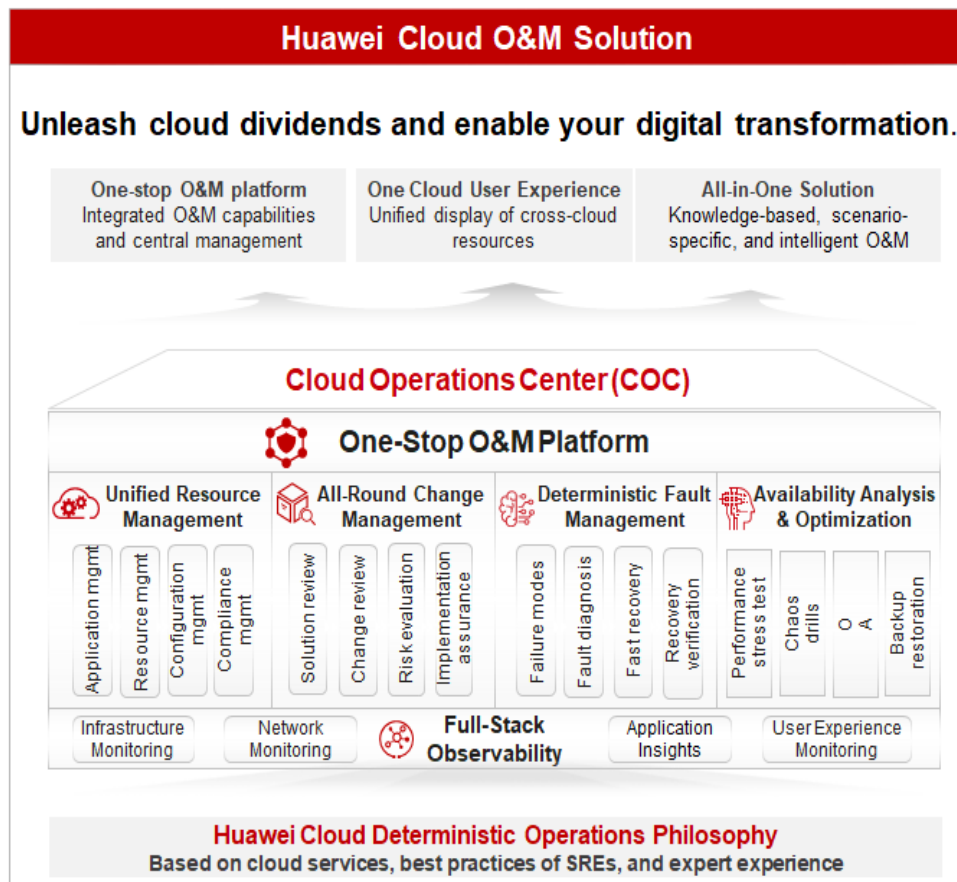 Huawei Cloud O&M Solution
Unleash cloud dividends and enable your digital transformation.
One-stop O&M platform
Integrated O&M capabilities
and central management
One Cloud User Experience
Unified display of cross-cloud
resources
All-in-One Solution
Knowledge-based, scenario-
specific, and intelligent O&M
Cloud Operations Center (COC)
One-Stop O&M Platform
Unified Resource
Management
Application mgmt
Resource mgmt
Configuration
mgmt
Compliance
mgmt
All-Round Change
Management
Solution review
Change review
Risk evaluation
Implementation
assurance
Deterministic Fault
Management
Failure modes
Fault diagnosis
Fast recovery
Recovery
verification
Availability Analysis
& Optimization
Performance
stress test
Chaos
drills
O
A
Backup
restoration
Infrastructure
Monitoring
Network
Monitoring
Full-Stack
Observability
Application
Insights
User Experience
Monitoring
Huawei Cloud Deterministic Operations Philosophy
Based on cloud services, best practices of SREs, and expert experience